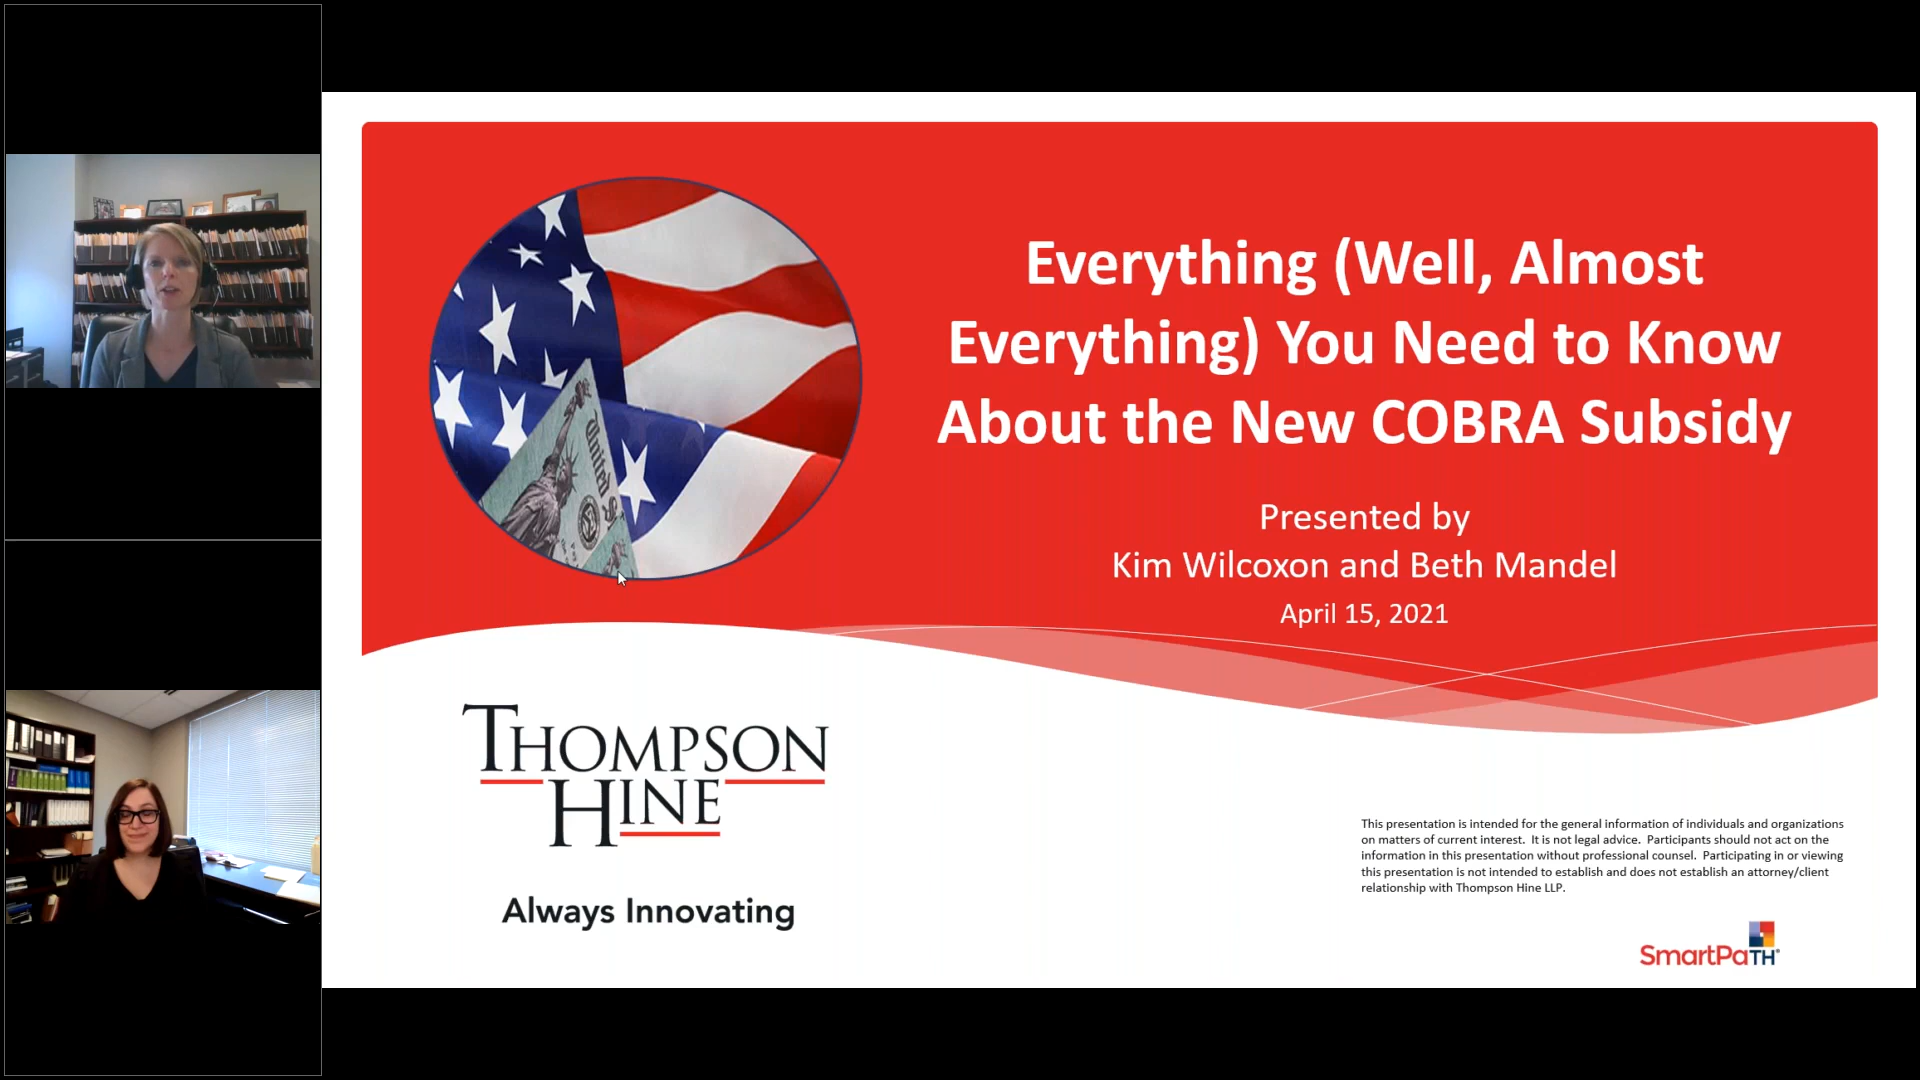 Everything (Well, Almost
Everything) You Need to Know
About the New COBRA Subsidy
Presented by
Kim Wilcoxon and Beth Mandel
April 15, 2021
United S
THOMPSON
HINE
Always Innovating
This presentation is intended for the general information of individuals and organizations
on matters of current interest. It is not legal advice. Participants should not act on the
information in this presentation without professional counsel. Participating in or viewing
this presentation is not intended to establish and does not establish an attorney/client
relationship with Thompson Hine LLP.
SmartPaTH®